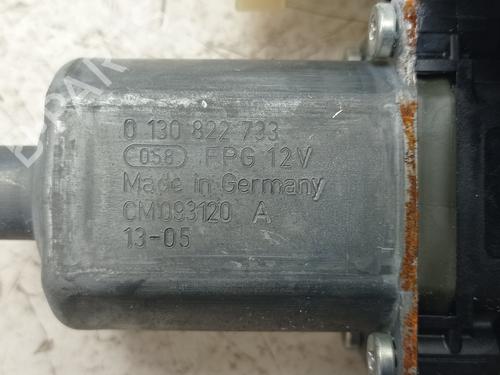 0 130 822 733
058 FPG 12V
Made in Germany
CM093120 A
13-05